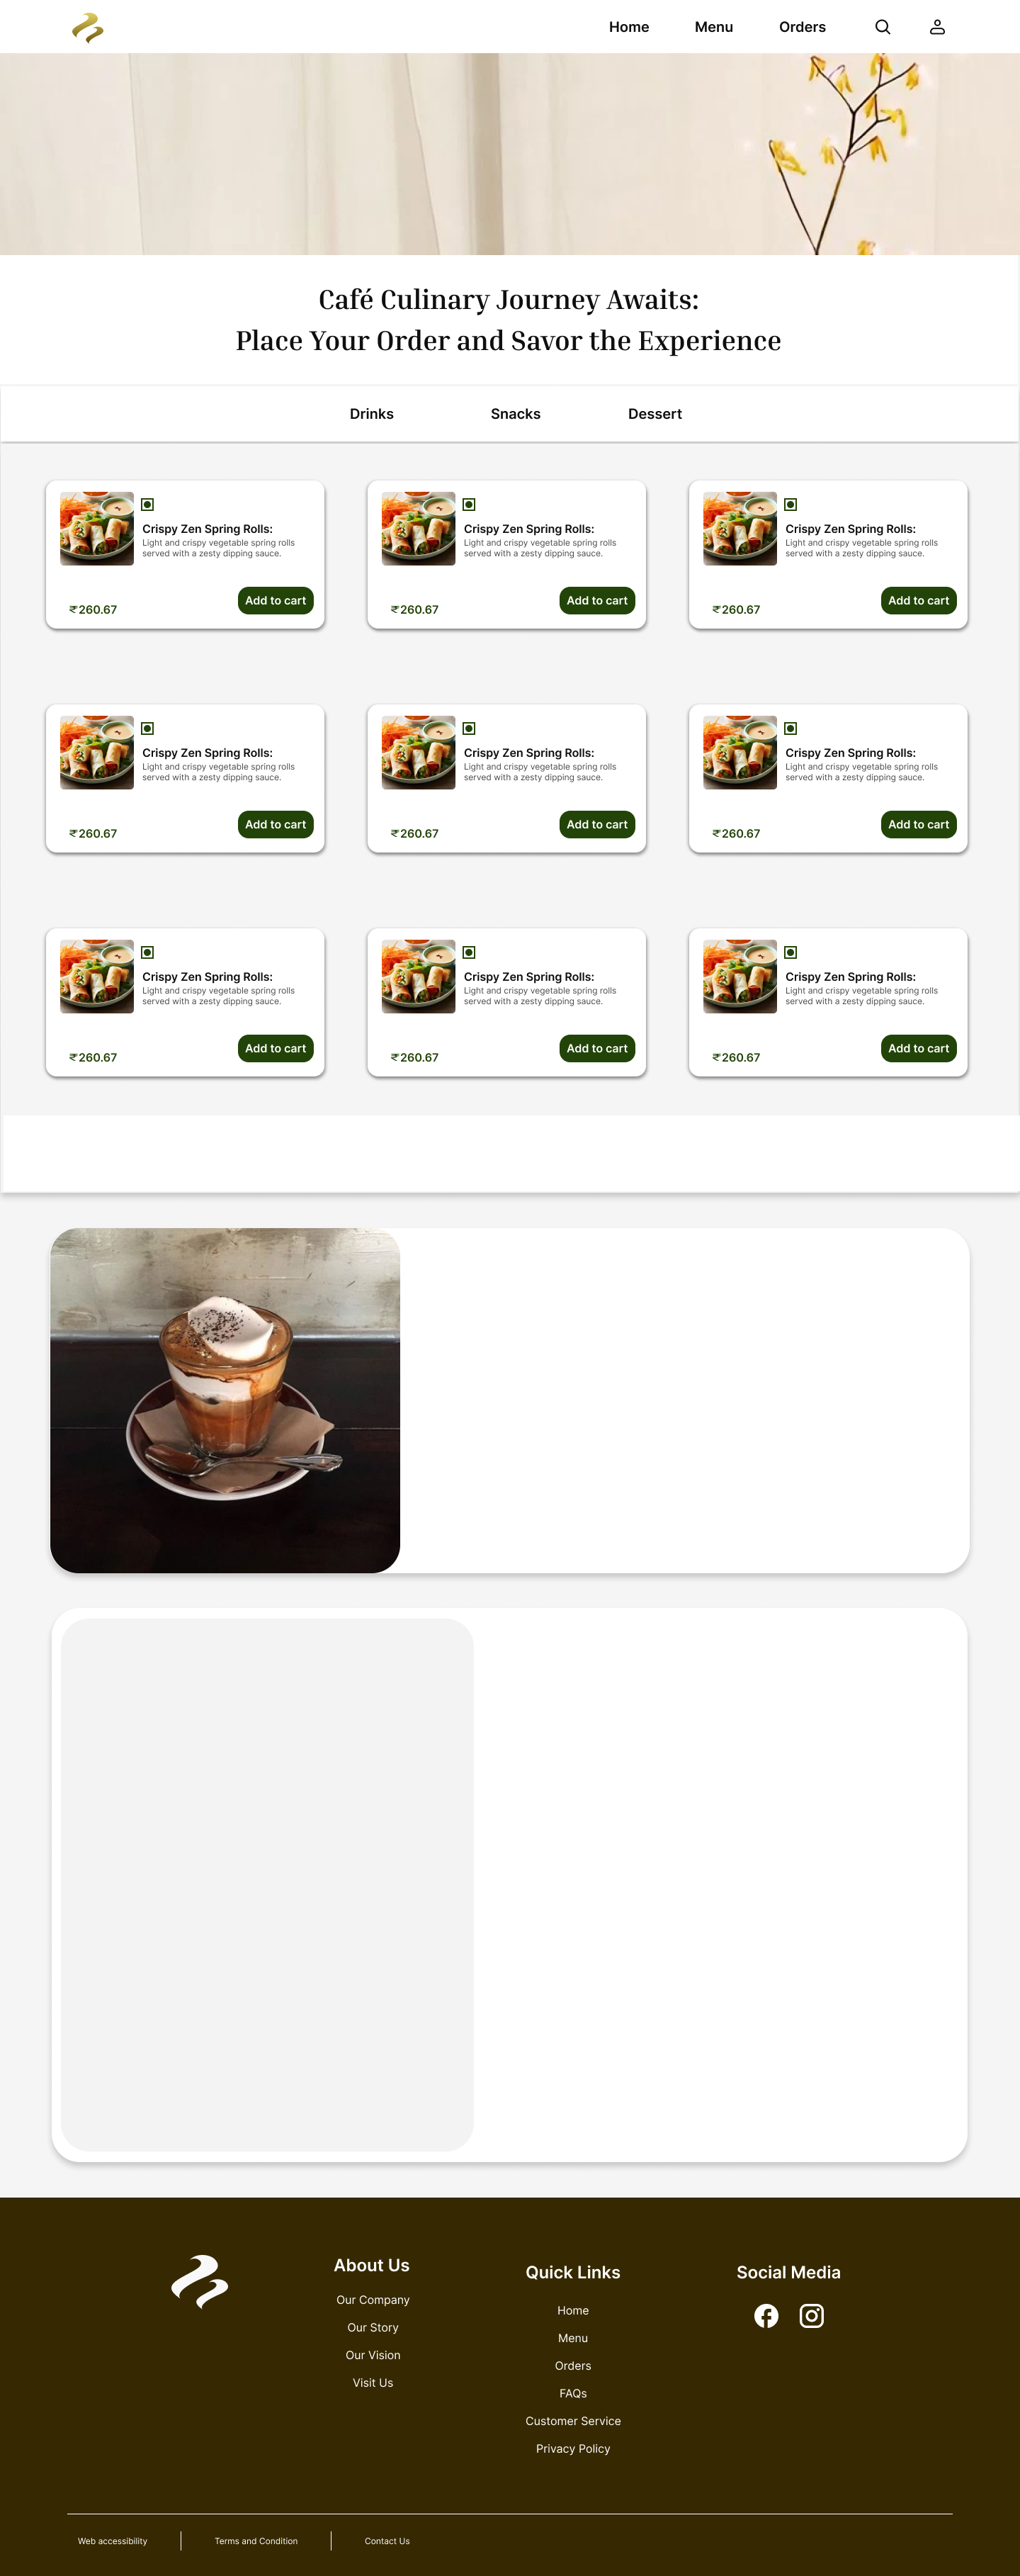 Home Menu Orders
Café Culinary Journey Awaits:
Place Your Order and Savor the Experience
Drinks Snacks Dessert
Crispy Zen Spring Rolls:
Light and crispy vegetable spring rolls
served with a zesty dipping sauce.
₹260.67
Add to cart
Crispy Zen Spring Rolls:
Light and crispy vegetable spring rolls
served with a zesty dipping sauce.
₹260.67
Add to cart
Crispy Zen Spring Rolls:
Light and crispy vegetable spring rolls
served with a zesty dipping sauce.
₹260.67
Add to cart
Crispy Zen Spring Rolls:
Light and crispy vegetable spring rolls
served with a zesty dipping sauce.
₹260.67
Add to cart
Crispy Zen Spring Rolls:
Light and crispy vegetable spring rolls
served with a zesty dipping sauce.
₹260.67
Add to cart
Crispy Zen Spring Rolls:
Light and crispy vegetable spring rolls
served with a zesty dipping sauce.
₹260.67
Add to cart
Crispy Zen Spring Rolls:
Light and crispy vegetable spring rolls
served with a zesty dipping sauce.
₹260.67
Add to cart
Crispy Zen Spring Rolls:
Light and crispy vegetable spring rolls
served with a zesty dipping sauce.
₹260.67
Add to cart
Crispy Zen Spring Rolls:
Light and crispy vegetable spring rolls
served with a zesty dipping sauce.
₹260.67
Add to cart
About Us
Our Company
Our Story
Our Vision
Visit Us
Quick Links
Home
Menu
Orders
FAQs
Customer Service
Privacy Policy
Social Media
Web accessibility Terms and Condition Contact Us